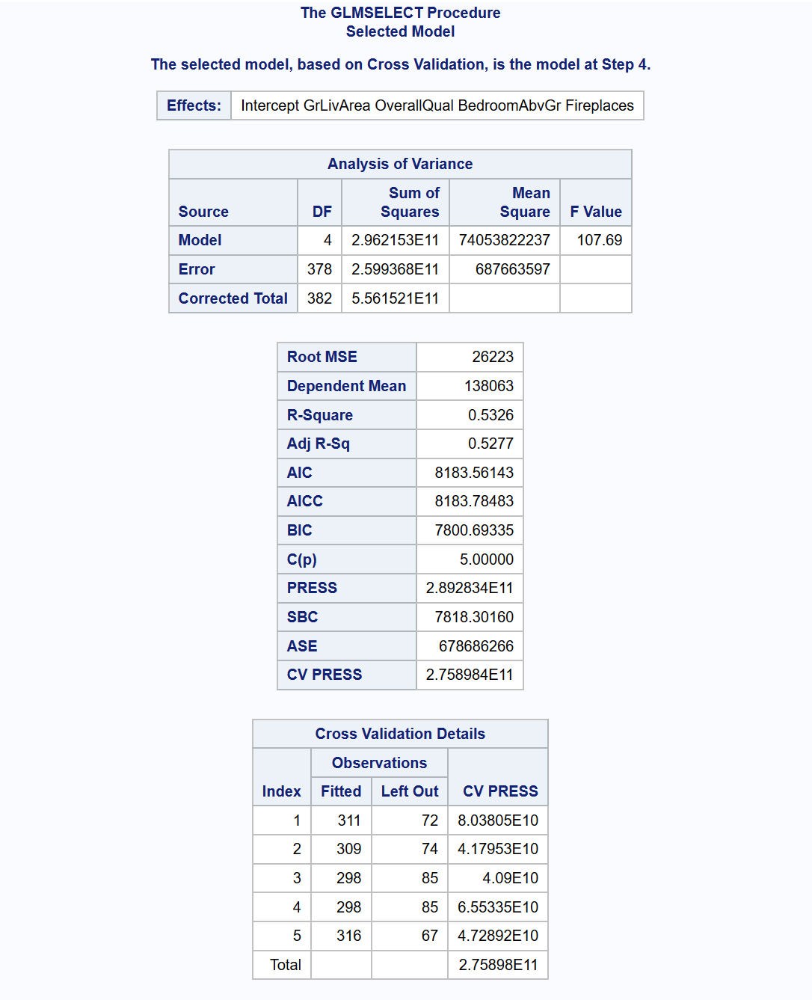 The GLMSELECT Procedure
Selected Model
The selected model, based on Cross Validation, is the model at Step 4.
Effects: Intercept GrLivArea OverallQual BedroomAbvGr Fireplaces
Analysis of Variance
Source DF Sum of Squares Mean Square F Value
Model 4 2.962153E11 74053822237 107.69
Error 378 2.599368E11 687663597
Corrected Total 382 5.561521E11
Root MSE 26223
Dependent Mean 138063
R-Square 0.5326
Adj R-Sq 0.5277
AIC 8183.56143
AICC 8183.78483
BIC 7800.69335
C(p) 5.00000
PRESS 2.892834E11
SBC 7818.30160
ASE 678686266
CV PRESS 2.758984E11
Cross Validation Details
Observations
Index Fitted Left Out CV PRESS
1 311 72 8.03805E10
2 309 74 4.17953E10
3 298 85 4.09E10
4 298 85 6.55335E10
5 316 67 4.72892E10
Total 2.75898E11